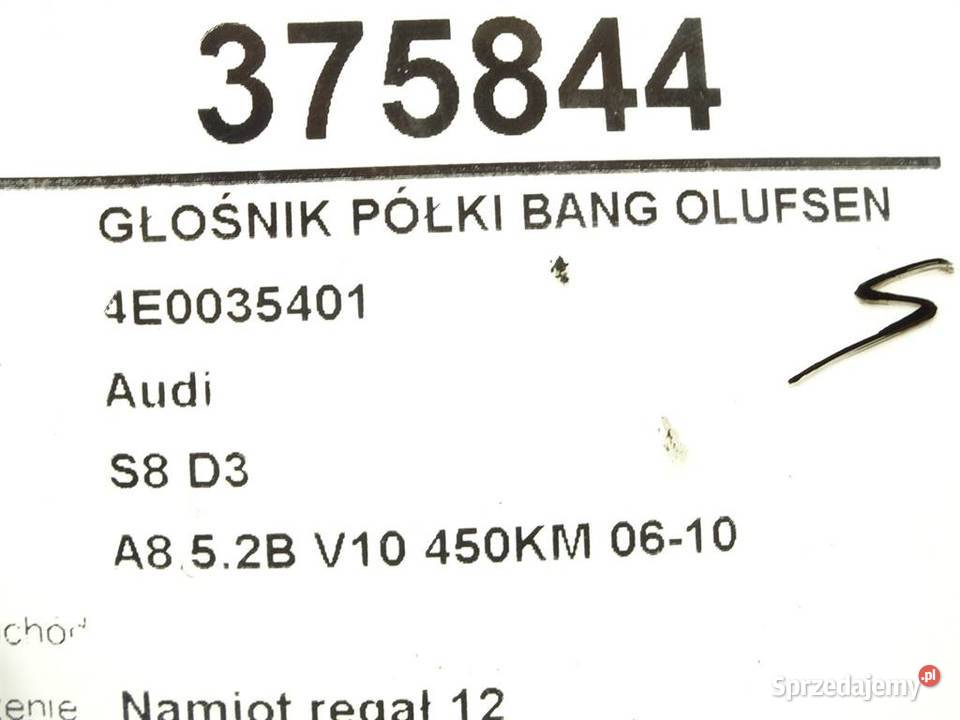 375844
GŁOŚNIK PÓŁKI BANG OLUFSEN
4E0035401
Audi
S8 D3
A8 5.2B V10 450KM 06-10
Namiot regał 12
Sprzedajemy.pl